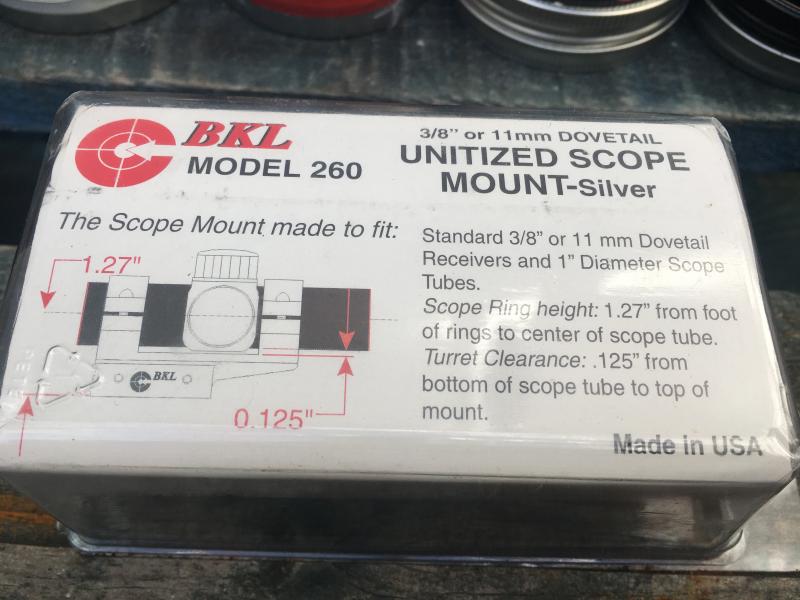 BKL
MODEL 260
3/8" or 11mm DOVETAIL
UNITIZED SCOPE
MOUNT-Silver
The Scope Mount made to fit:
Standard 3/8" or 11 mm Dovetail
Receivers and 1" Diameter Scope
Tubes.
Scope Ring height: 1.27" from foot
of rings to center of scope tube.
Turret Clearance: .125" from
bottom of scope tube to top of
mount.
1.27"
BKL
0.125"
Made in USA